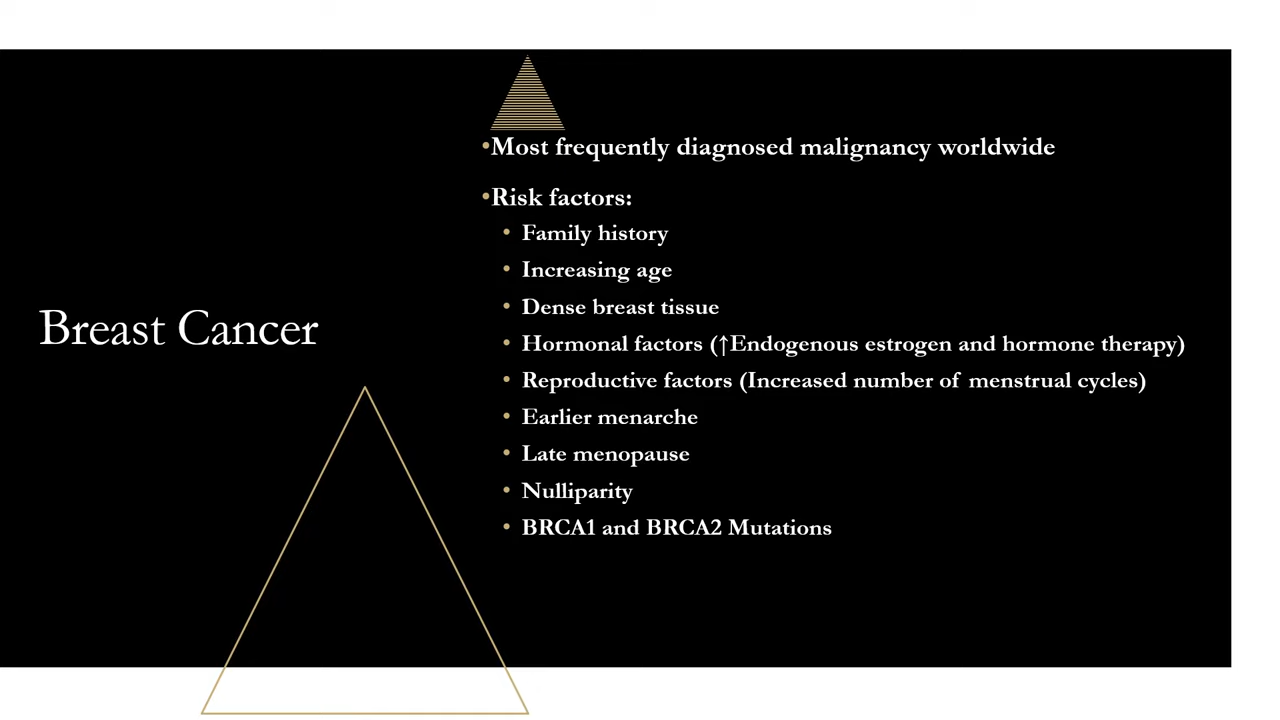 Breast Cancer
•Most frequently diagnosed malignancy worldwide
•Risk factors:
• Family history
• Increasing age
• Dense breast tissue
• Hormonal factors (↑Endogenous estrogen and hormone therapy)
• Reproductive factors (Increased number of menstrual cycles)
• Earlier menarche
• Late menopause
• Nulliparity
• BRCA1 and BRCA2 Mutations